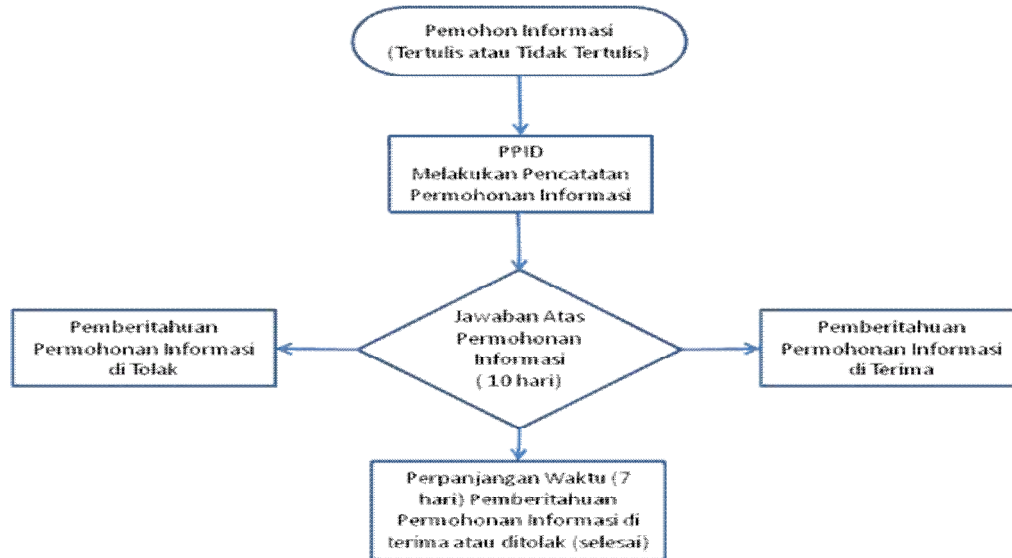 Pemohon Informasi
(Tertulis atau Tidak Tertulis)
PPID
Melakukan Pencatatan
Permohonan Informasi
Jawaban Atas
Permohonan
Informasi
( 10 hari)
Pemberitahuan
Permohonan Informasi
di Tolak
Pemberitahuan
Permohonan Informasi
di Terima
Perpanjangan Waktu (7
hari) Pemberitahuan
Permohonan Informasi di
terima atau ditolak (selesai)